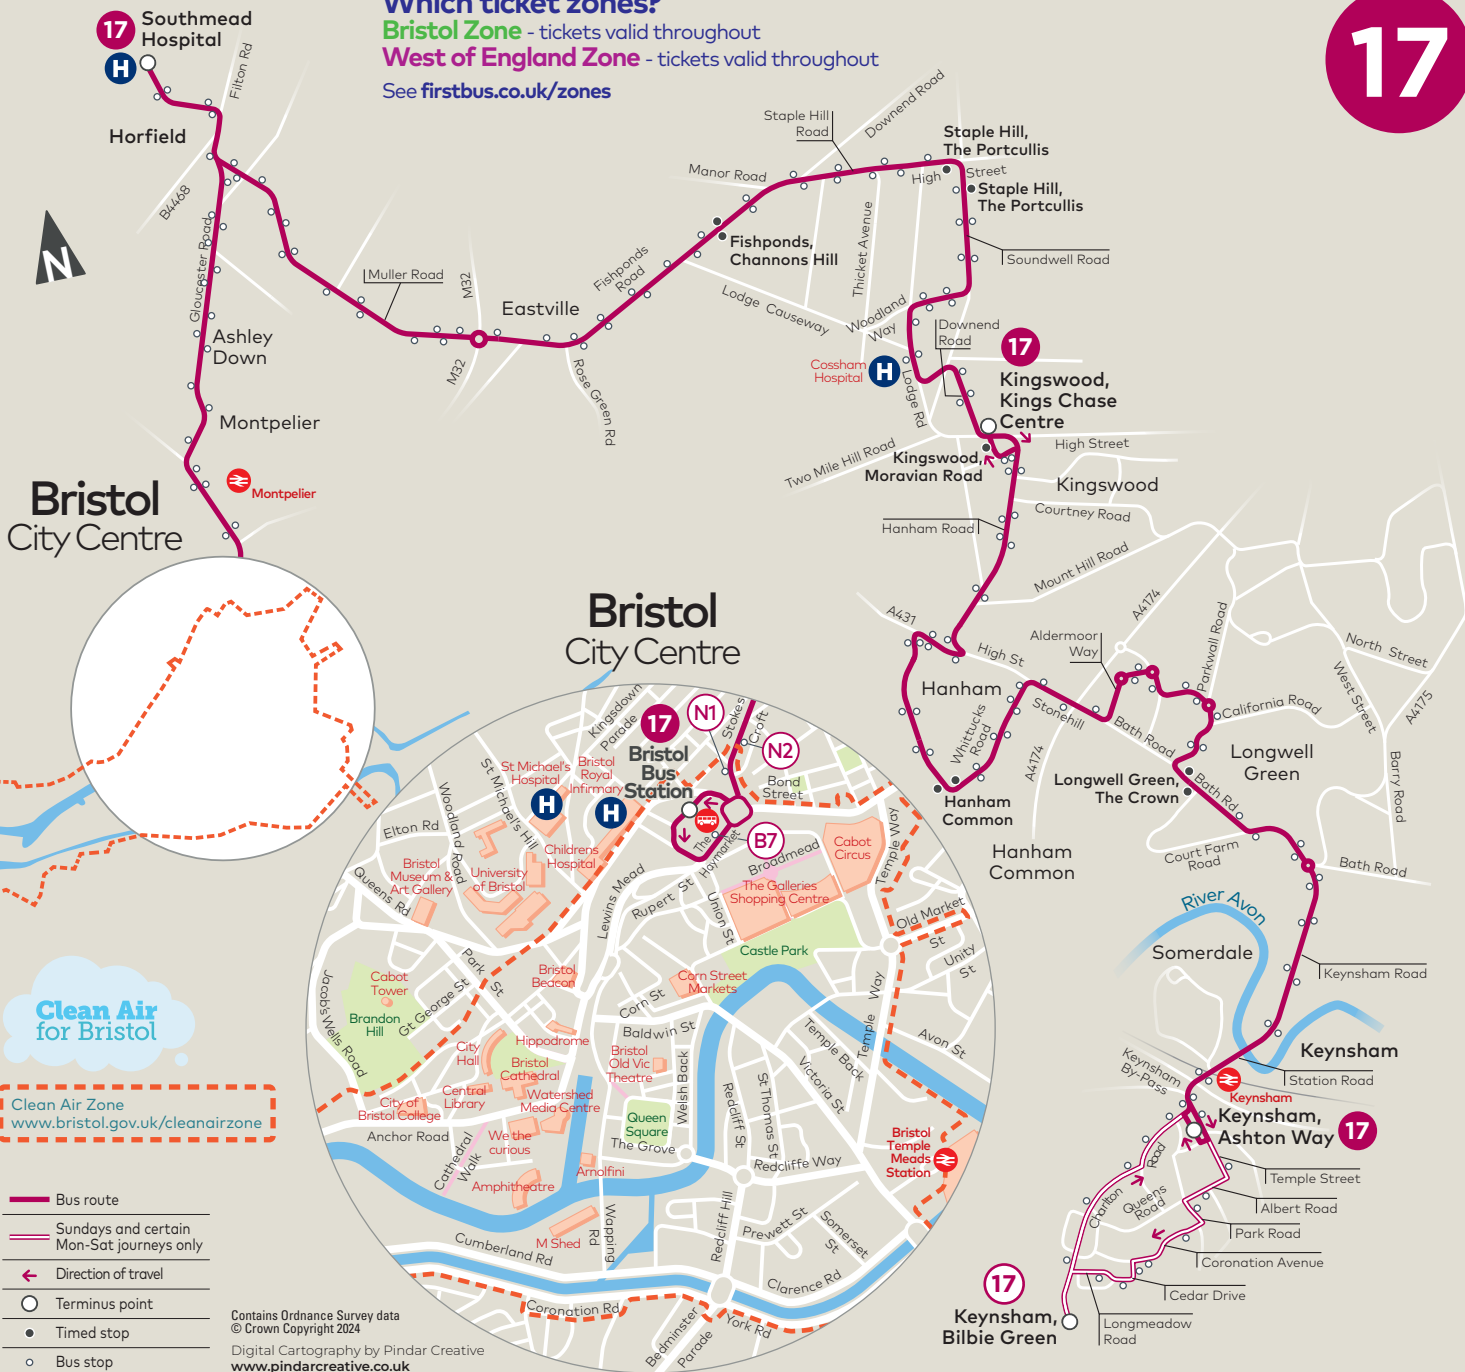 Which ticket zones?
Bristol Zone - tickets valid throughout
West of England Zone - tickets valid throughout
See firstbus.co.uk/zones
17
17
Southmead
Hospital
H
Filton Rd
Horfield
B4468
N
Gloucester Road
Muller Road
M32
M32
Eastville
Ashley
Down
Montpelier
Montpelier
Rose Green Rd
Fishponds
Road
Manor Road
Staple Hill
Road
Downend Road
Staple Hill,
The Portcullis
High Street
Staple Hill,
The Portcullis
Fishponds,
Channons Hill
Thicket Avenue
Soundwell Road
Lodge Causeway
Woodland
Way
Downend
Road
Cossham
Hospital
H
Lodge Rd
17
Kingswood,
Kings Chase
Centre
High Street
Two Mile Hill Road
Kingswood,
Moravian Road
Kingswood
Courtney Road
Hanham Road
Mount Hill Road
A431
High St
Aldermoor
Way
A4174
Parkwall Road
North Street
West Street
A4175
Hanham
Whittucks
Road
Stonehill
A4174
Bath Road
California Road
Longwell
Green
Barry Road
Longwell Green,
The Crown
Bath Rd
Hanham
Common
Hanham
Common
Court Farm
Road
Bath Road
River Avon
Somerdale
Keynsham Road
Keynsham
Keynsham
By-Pass
Station Road
Keynsham
Keynsham,
Ashton Way
17
Temple Street
Charlton
Road
Queens
Road
Albert Road
Park Road
Coronation Avenue
Cedar Drive
Longmeadow
Road
17
Keynsham,
Bilbie Green
Bristol
City Centre
Bristol
City Centre
Kingsdown
Parade
17
N1
Stokes
Croft
N2
Bristol
Bus
Station
Bond
Street
B7
The
Haymarket
St Michael's
Hospital
H
Bristol
Royal
Infirmary
H
St Michael's Hill
Woodland Road
Elton Rd
Childrens
Hospital
Bristol
Museum &
Art Gallery
University
of Bristol
Queens Rd
Lewins Mead
Rupert St
Union St
Broadmead
Cabot
Circus
The Galleries
Shopping Centre
Temple Way
Old Market
St
Unity
St
Castle Park
Park
St
Bristol
Beacon
Corn Street
Markets
Corn St
Cabot
Tower
Gt George St
Brandon
Hill
Jacob's Wells Road
Baldwin St
Hippodrome
City
Hall
Bristol
Cathedral
Bristol
Old Vic
Theatre
Central
Library
Watershed
Media Centre
City of
Bristol College
Anchor Road
Cathedral
Walk
We the
curious
Queen
Square
Welsh Back
The Grove
Redcliff St
St Thomas St
Victoria St
Temple Back
Temple
Way
Avon St
Bristol
Temple
Meads
Station
Redcliffe Way
Arnolfini
Amphitheatre
M Shed
Wapping
Rd
Redcliff Hill
Prewett St
Somerset
St
Cumberland Rd
Clarence Rd
Coronation Rd
York Rd
Bedminster
Parade
Clean Air
for Bristol
Clean Air Zone
www.bristol.gov.uk/cleanairzone
Bus route
Sundays and certain
Mon-Sat journeys only
Direction of travel
Terminus point
Timed stop
Bus stop
Contains Ordnance Survey data
© Crown Copyright 2024
Digital Cartography by Pindar Creative
www.pindarcreative.co.uk